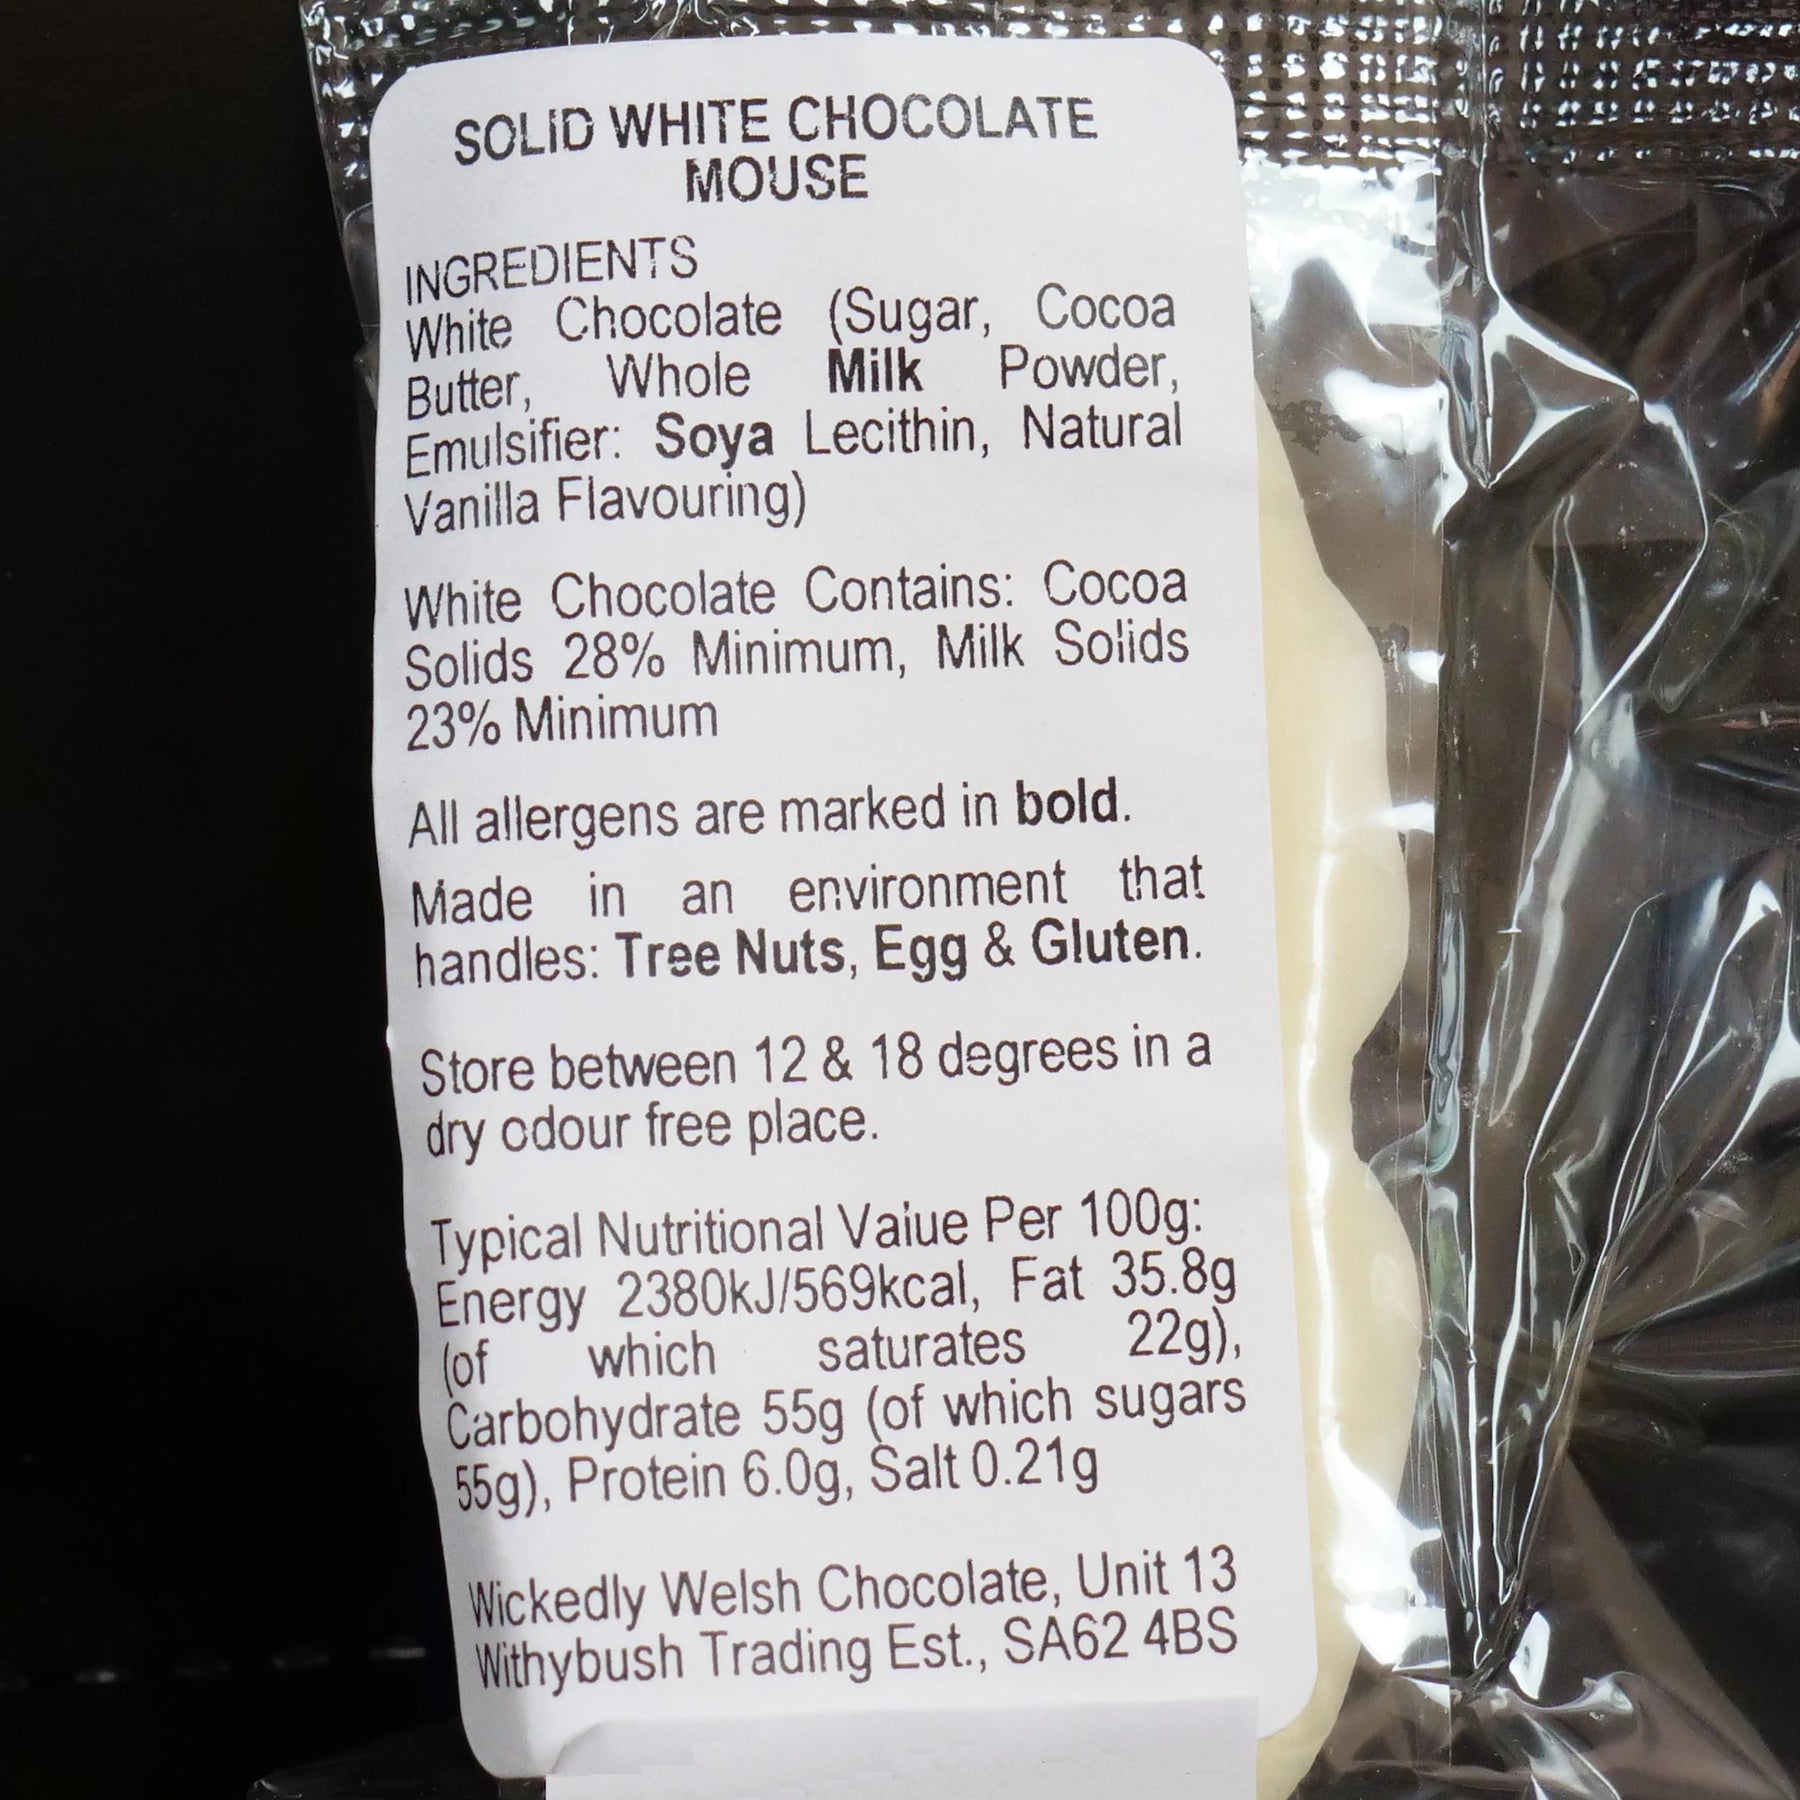 SOLID WHITE CHOCOLATE
MOUSE
INGREDIENTS
White Chocolate (Sugar, Cocoa
Butter, Whole Milk Powder,
Emulsifier: Soya Lecithin, Natural
Vanilla Flavouring)
White Chocolate Contains: Cocoa
Solids 28% Minimum, Milk Solids
23% Minimum
All allergens are marked in bold.
Made in an environment that
handles: Tree Nuts, Egg & Gluten.
Store between 12 & 18 degrees in a
dry odour free place.
Typical Nutritional Value Per 100g:
Energy 2380kJ/569kcal, Fat 35.8g
(of which saturates 22g),
Carbohydrate 55g (of which sugars
55g), Protein 6.0g, Salt 0.21g
Wickedly Welsh Chocolate, Unit 13
Withybush Trading Est., SA62 4BS